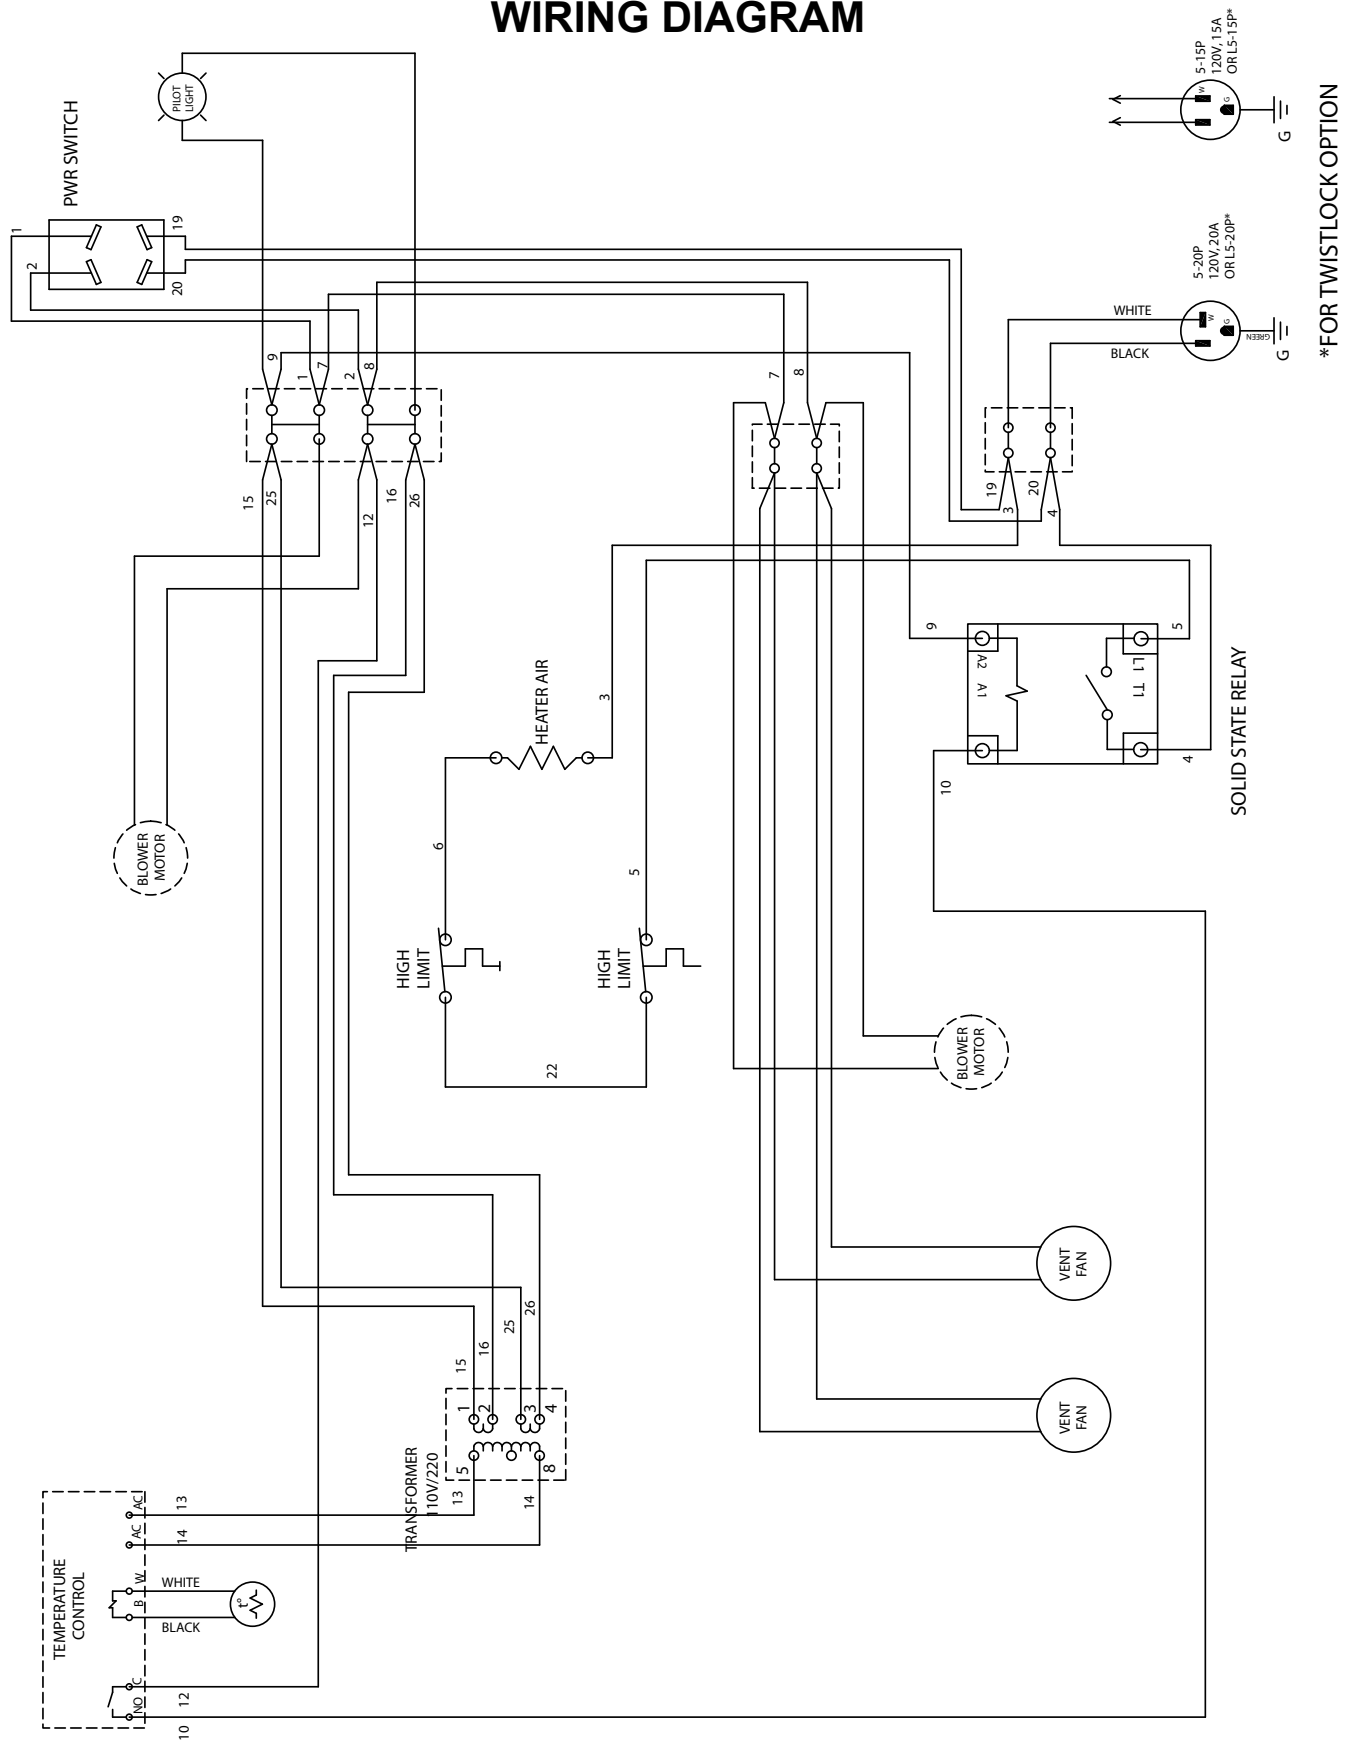 WIRING DIAGRAM
PILOT
LIGHT
PWR SWITCH
1
2
19
20
5-15P
120V, 15A
OR L5-15P*
W
G
G
*FOR TWISTLOCK OPTION
5-20P
120V, 20A
OR L5-20P*
WHITE
BLACK
W
G
GREEN
G
9
1
7
2
8
7
8
15
25
12
16
26
19
3
20
4
BLOWER
MOTOR
HEATER AIR
3
6
5
HIGH
LIMIT
HIGH
LIMIT
22
9
A2
A1
L1
T1
5
10
4
SOLID STATE RELAY
BLOWER
MOTOR
VENT
FAN
VENT
FAN
15
16
25
26
1
2
3
4
5
8
TRANSFORMER
110V/220
13
14
TEMPERATURE
CONTROL
AC
13
AC
14
W
WHITE
B
BLACK
t°
C
12
NO
10